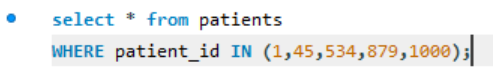 select * from patients
WHERE patient_id IN (1,45,534,879,1000);